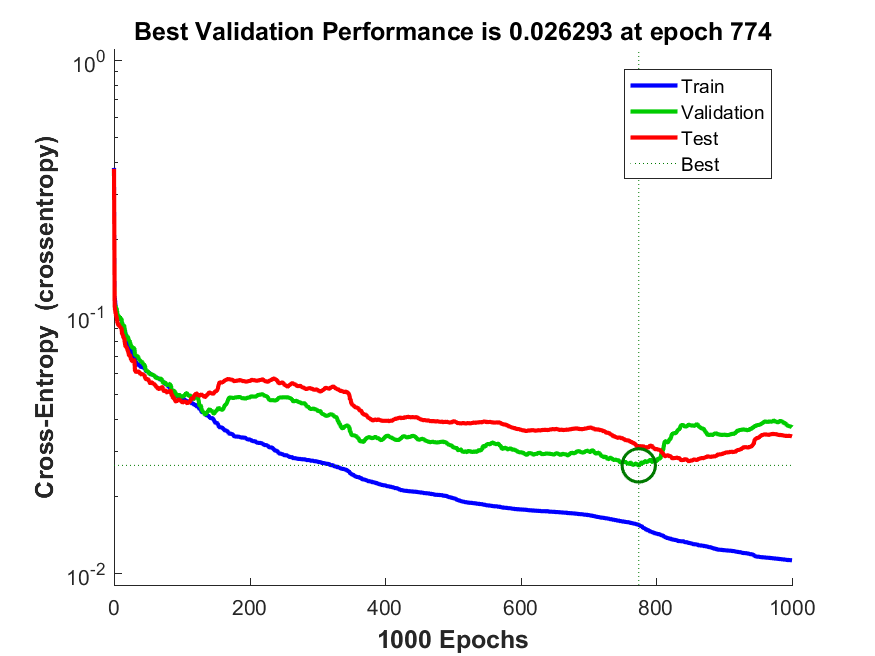 Best Validation Performance is 0.026293 at epoch 774
Cross-Entropy (crossentropy)
10^0
10^-1
10^-2
Train
Validation
Test
Best
0 200 400 600 800 1000
1000 Epochs